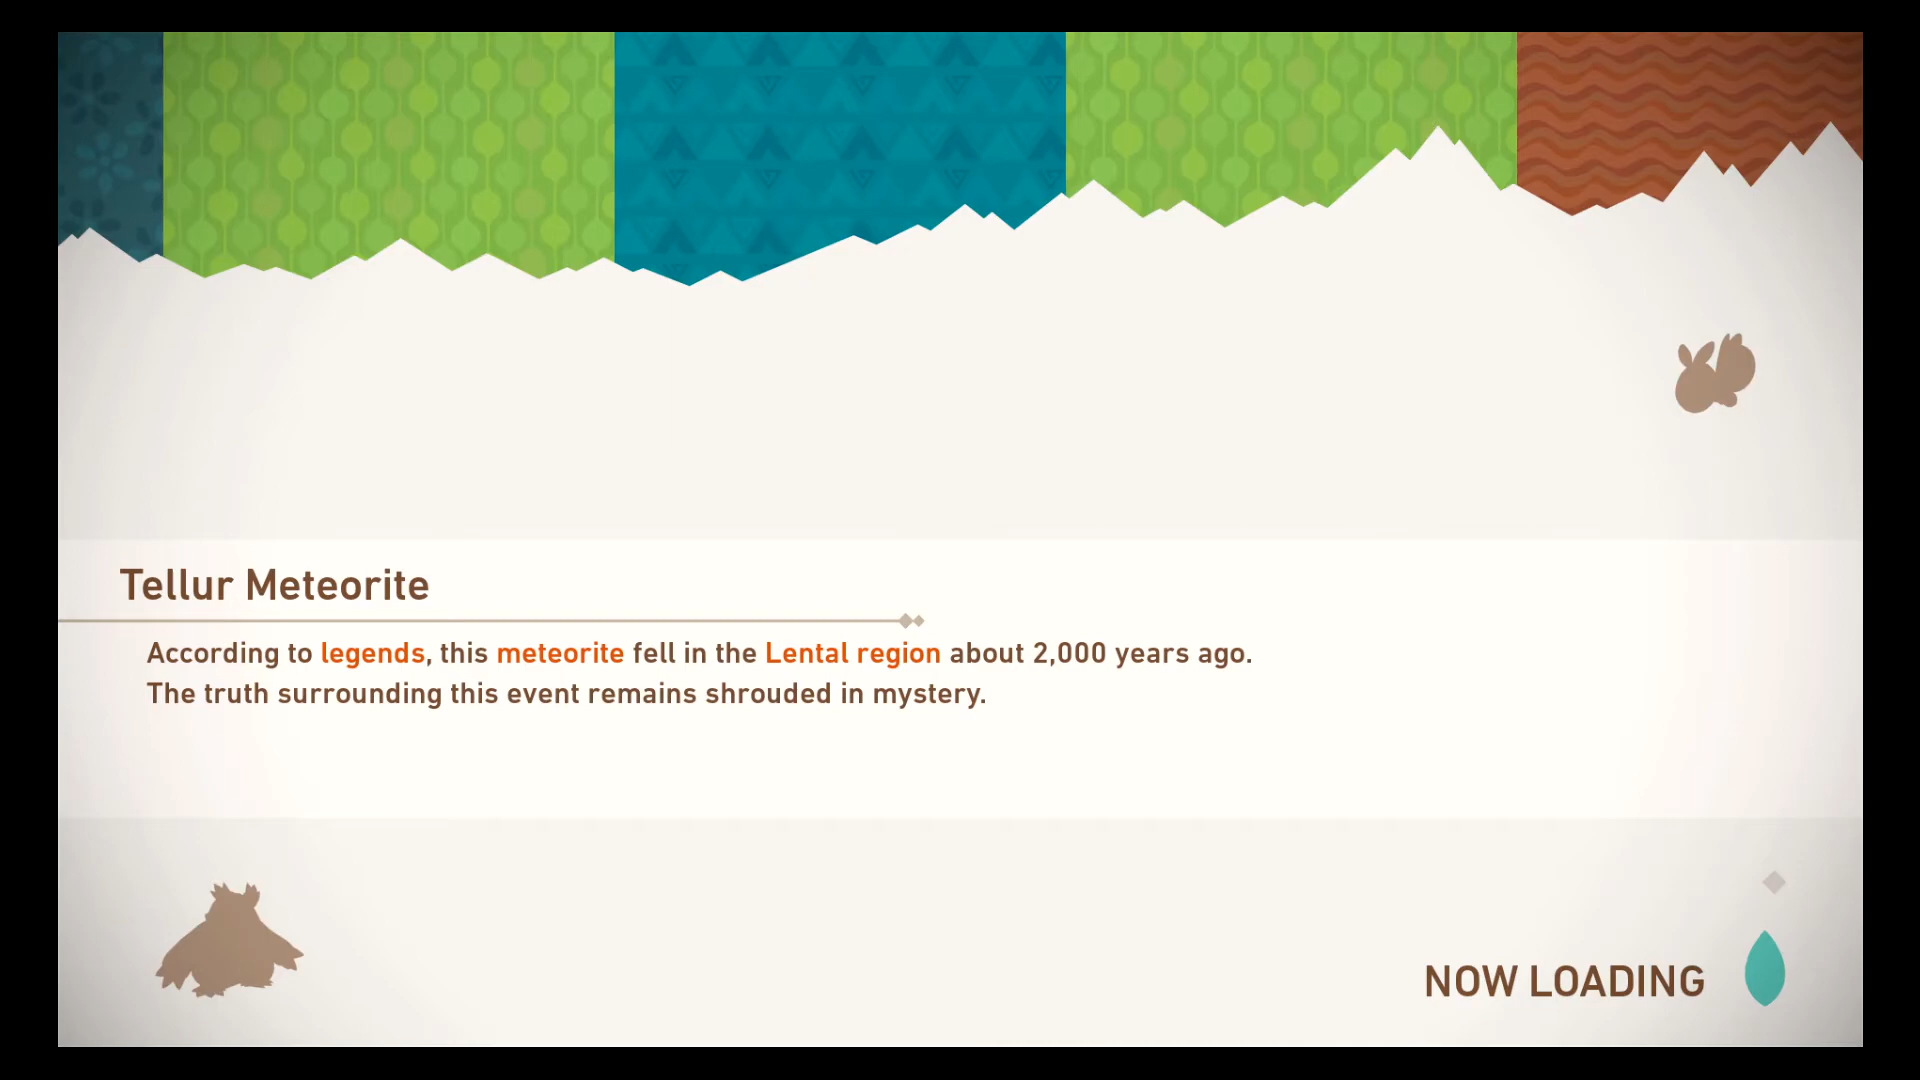 Tellur Meteorite
According to legends, this meteorite fell in the Lental region about 2,000 years ago.
The truth surrounding this event remains shrouded in mystery.
NOW LOADING